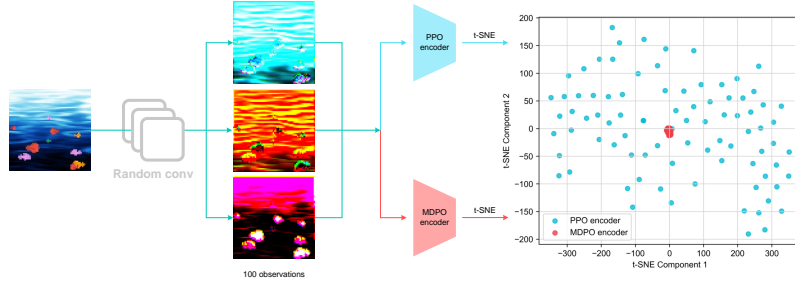 Random conv
100 observations
PPO
encoder
t-SNE
MDPO
encoder
t-SNE
t-SNE Component 2
200
150
100
50
0
-50
-100
-150
-200
PPO encoder
MDPO encoder
-300
-200
-100
0
100
200
300
t-SNE Component 1